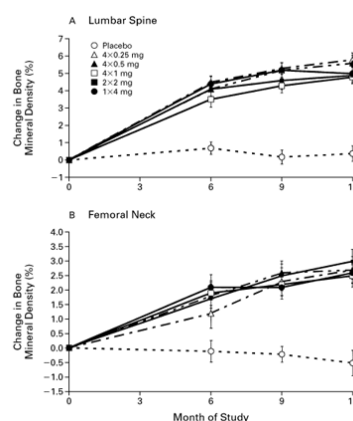 A Lumbar Spine
Change in Bone
Mineral Density (%)
7
6
5
4
3
2
1
0
−1
Placebo
4×0.25 mg
4×0.5 mg
4×1 mg
2×2 mg
1×4 mg
0 3 6 9 1
B Femoral Neck
Change in Bone
Mineral Density (%)
4.0
3.5
3.0
2.5
2.0
1.5
1.0
0.5
0.0
−0.5
−1.0
−1.5
0 3 6 9 1
Month of Study